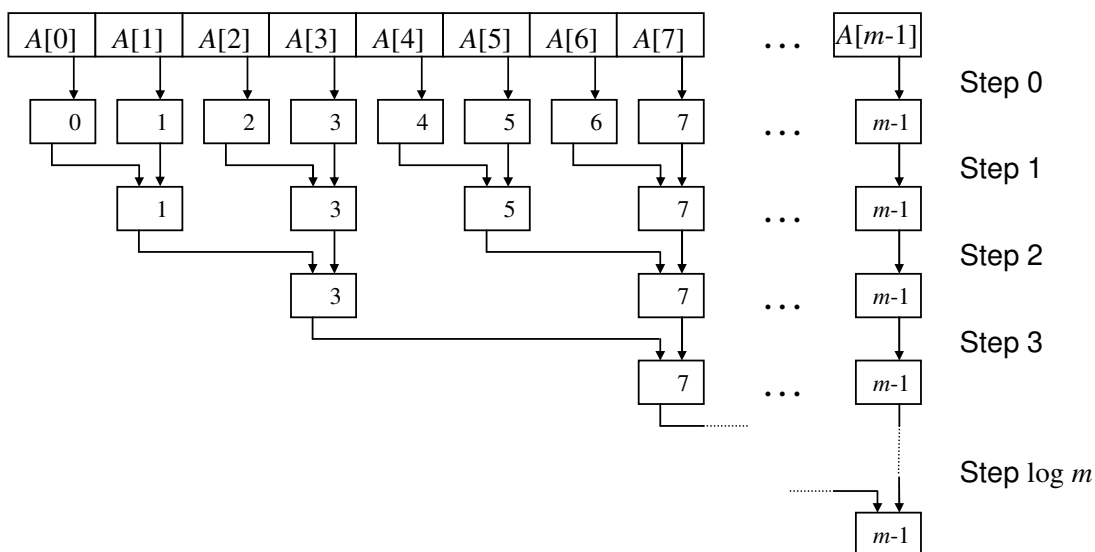 A[0] A[1] A[2] A[3] A[4] A[5] A[6] A[7] ... A[m-1]
Step 0
0 1 2 3 4 5 6 7 ... m-1
Step 1
1 3 5 7 ... m-1
Step 2
3 7 ... m-1
Step 3
7 ... m-1
Step log m
m-1